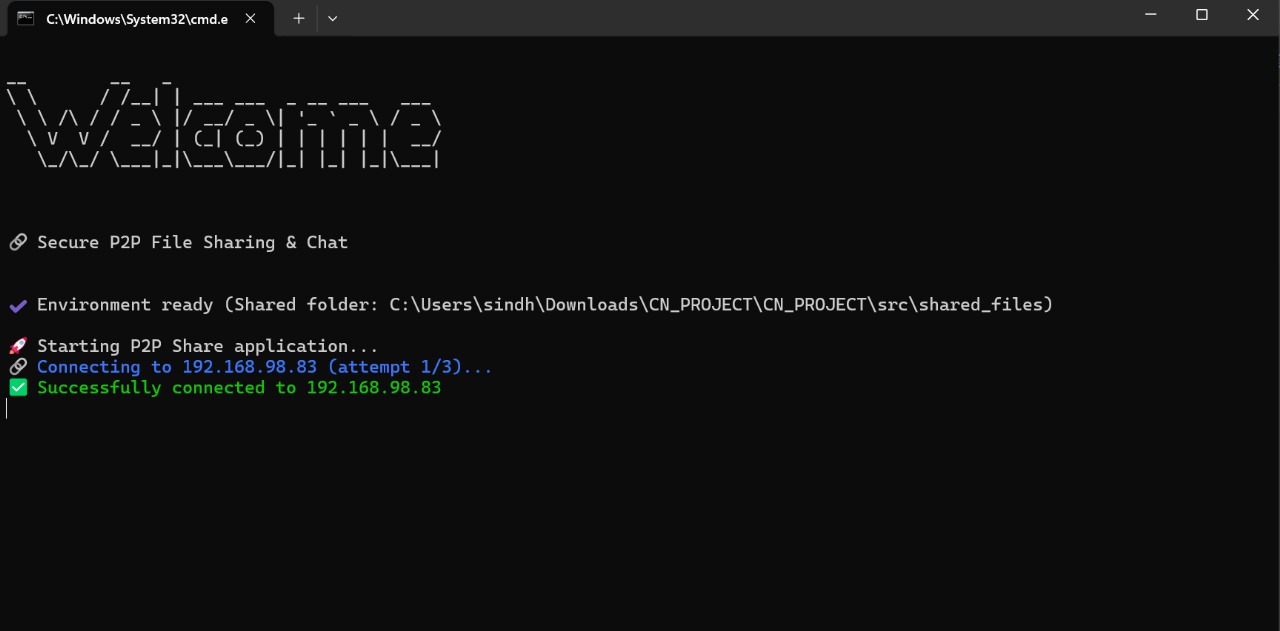 C:\Windows\System32\cmd.e
Welcome
🔗 Secure P2P File Sharing & Chat
✔ Environment ready (Shared folder: C:\Users\sindh\Downloads\CN_PROJECT\CN_PROJECT\src\shared_files)
🚀 Starting P2P Share application...
🔗 Connecting to 192.168.98.83 (attempt 1/3)...
✅ Successfully connected to 192.168.98.83